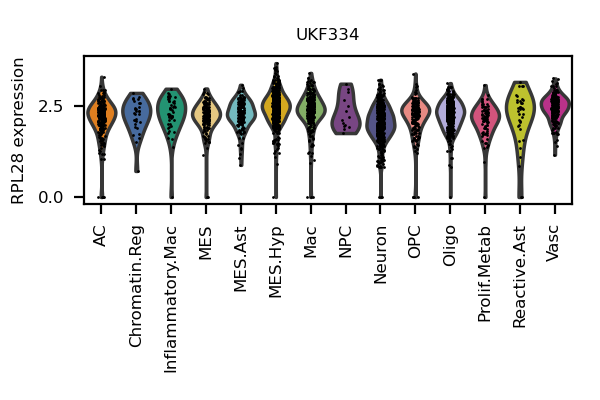 UKF334
RPL28 expression
2.5
0.0
AC
Chromatin.Reg
Inflammatory.Mac
MES
MES.Ast
MES.Hyp
Mac
NPC
Neuron
OPC
Oligo
Prolif.Metab
Reactive.Ast
Vasc